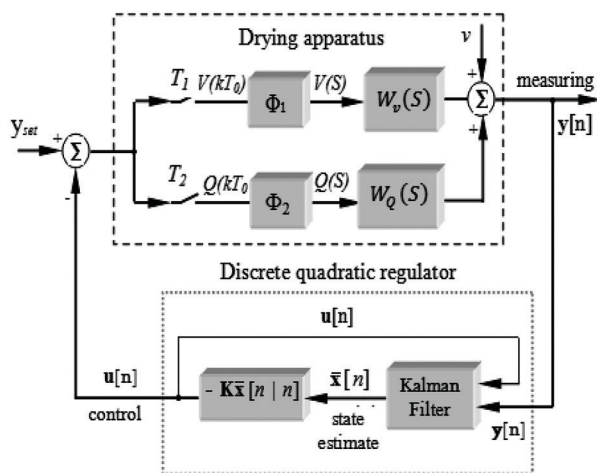 Drying apparatus
v
T1 V(kT0) Φ1 V(S) Wv(S) + Σ measuring
+
y[n]
yset + Σ
-
T2 Q(kT0 Φ2 Q(S) WQ(S) +
Discrete quadratic regulator
u[n]
u[n]
control
- Kx̄[n | n]
x̄[n]
state
estimate
Kalman
Filter
y[n]